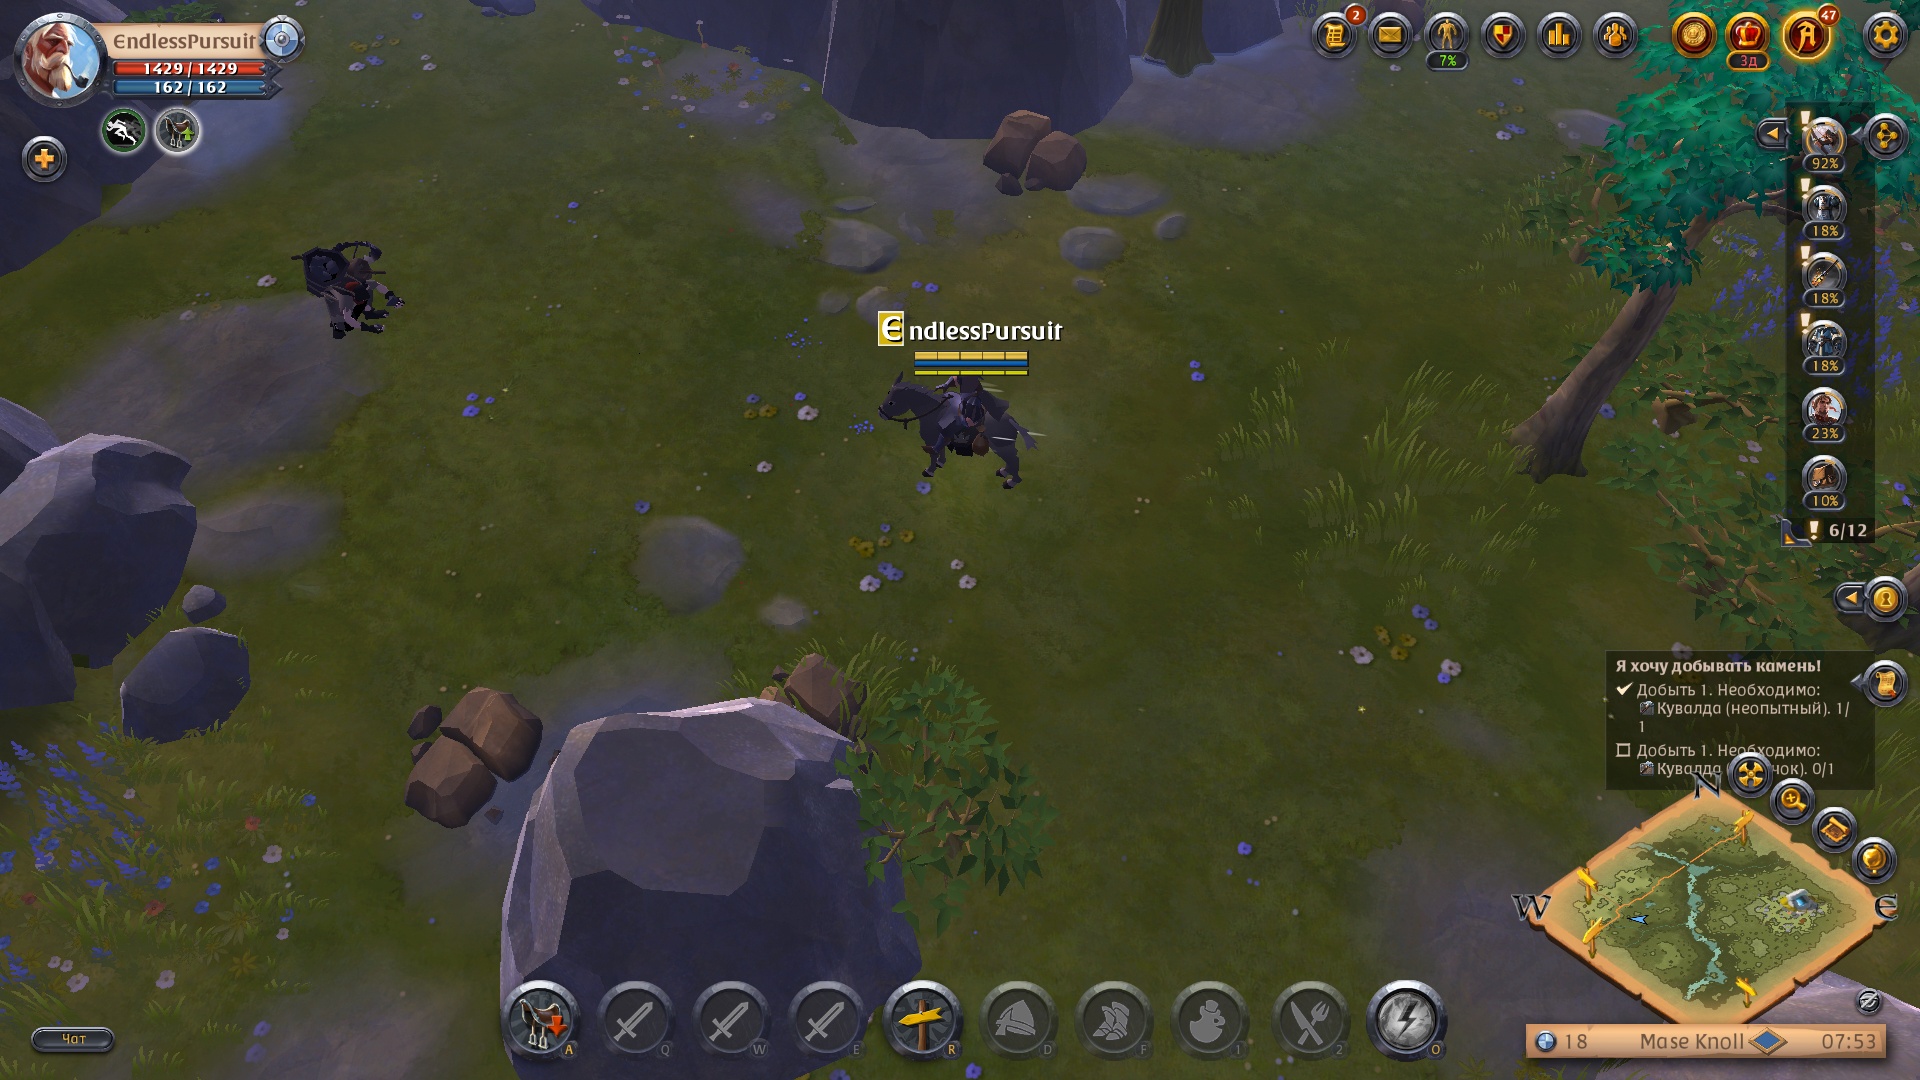 EndlessPursuit
1429/1429
162/162
2
7%
3д
47
92%
18%
18%
18%
23%
10%
6/12
EndlessPursuit
Я хочу добывать камень!
Добыть 1. Необходимо:
Кувалда (неопытный). 1/
1
Добыть 1. Необходимо:
Кувалда ( чок). 0/1
N
W
E
Чат
A
Q
W
E
R
D
F
1
2
O
18
Mase Knoll
07:53